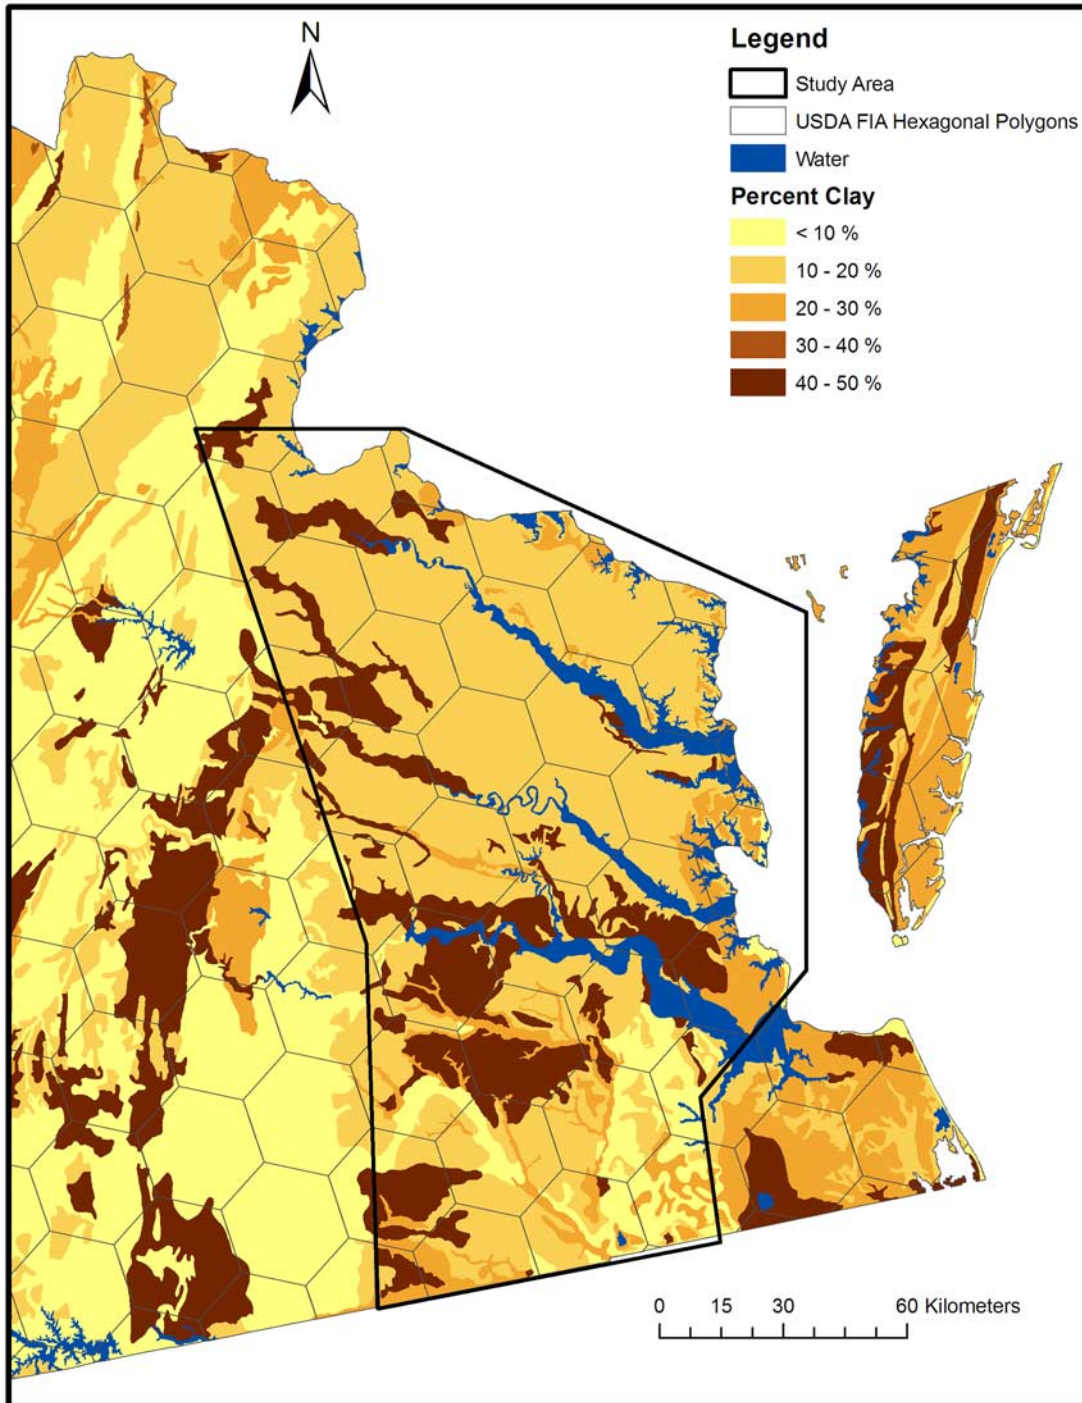 N
Legend
Study Area
USDA FIA Hexagonal Polygons
Water
Percent Clay
< 10 %
10 - 20 %
20 - 30 %
30 - 40 %
40 - 50 %
0 15 30 60 Kilometers